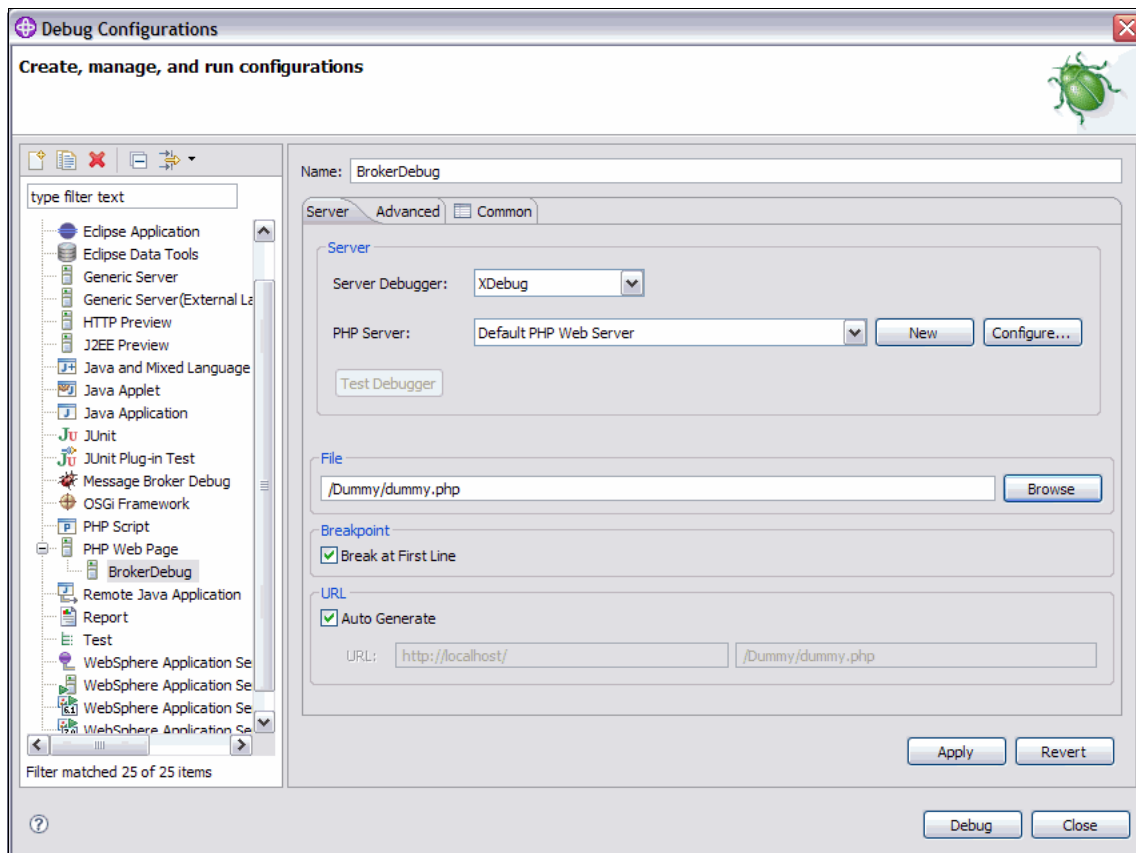 Debug Configurations
Create, manage, and run configurations
type filter text
Eclipse Application
Eclipse Data Tools
Generic Server
Generic Server(External La
HTTP Preview
J2EE Preview
Java and Mixed Language
Java Applet
Java Application
JUnit
JUnit Plug-in Test
Message Broker Debug
OSGi Framework
PHP Script
PHP Web Page
BrokerDebug
Remote Java Application
Report
Test
WebSphere Application Se
WebSphere Application Se
WebSphere Application Se
WebSphere Application Se
Filter matched 25 of 25 items
Name: BrokerDebug
Server Advanced Common
Server
Server Debugger: XDebug
PHP Server: Default PHP Web Server New Configure...
Test Debugger
File
/Dummy/dummy.php Browse
Breakpoint
Break at First Line
URL
Auto Generate
URL: http://localhost/ /Dummy/dummy.php
Apply Revert
Debug Close